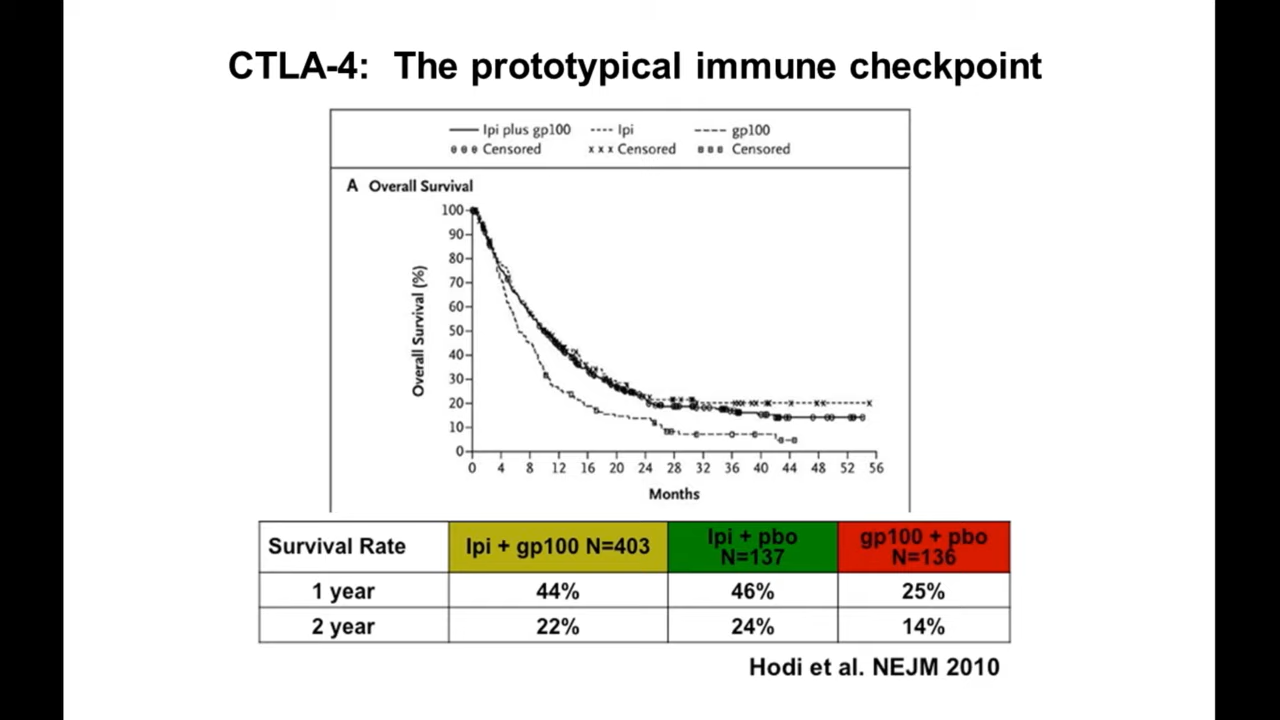 CTLA-4: The prototypical immune checkpoint
Ipi plus gp100 Ipi gp100
Censored Censored Censored
A Overall Survival
Overall Survival (%)
100
90
80
70
60
50
40
30
20
10
0
0 4 8 12 16 20 24 28 32 36 40 44 48 52 56
Months
Survival Rate Ipi + gp100 N=403 Ipi + pbo N=137 gp100 + pbo N=136
1 year 44% 46% 25%
2 year 22% 24% 14%
Hodi et al. NEJM 2010